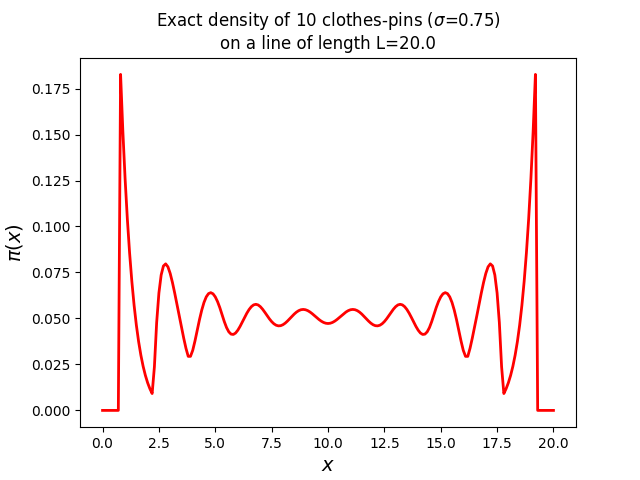 Exact density of 10 clothes-pins (σ=0.75)
on a line of length L=20.0
π(x)
0.175
0.150
0.125
0.100
0.075
0.050
0.025
0.000
0.0 2.5 5.0 7.5 10.0 12.5 15.0 17.5 20.0
x